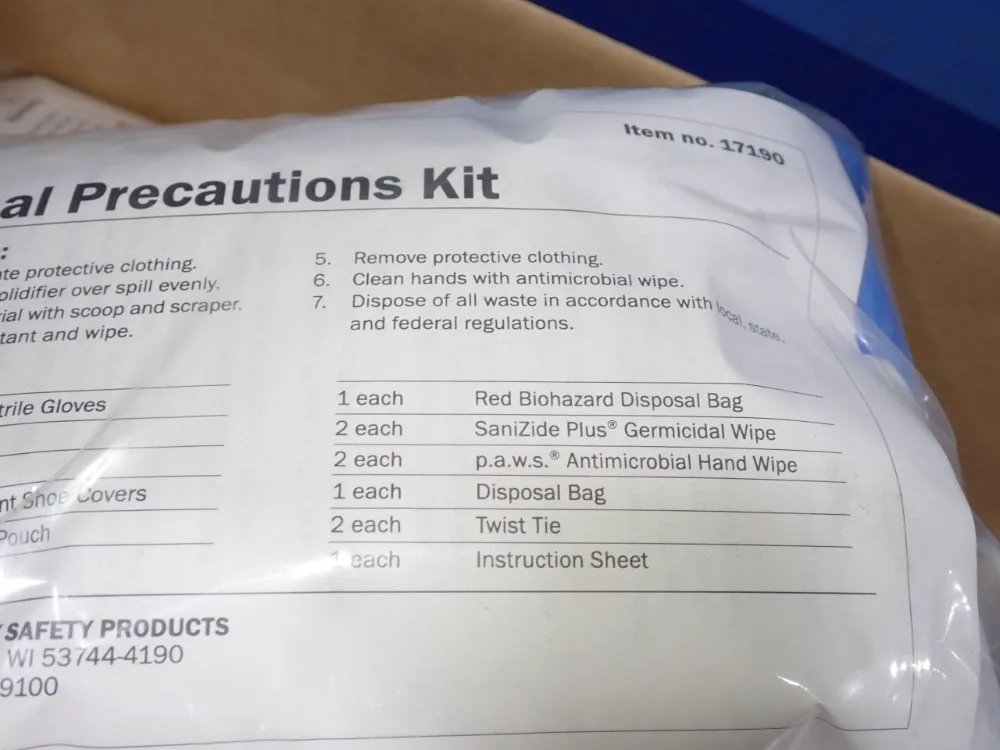 Item no. 17190
al Precautions Kit
:
te protective clothing.
olidifier over spill evenly.
rial with scoop and scraper.
tant and wipe.
5. Remove protective clothing.
6. Clean hands with antimicrobial wipe.
7. Dispose of all waste in accordance with local, state,
and federal regulations.
trile Gloves
nt Shoe Covers
Pouch
1 each Red Biohazard Disposal Bag
2 each SaniZide Plus® Germicidal Wipe
2 each p.a.w.s.® Antimicrobial Hand Wipe
1 each Disposal Bag
2 each Twist Tie
1 each Instruction Sheet
Y SAFETY PRODUCTS
WI 53744-4190
9100